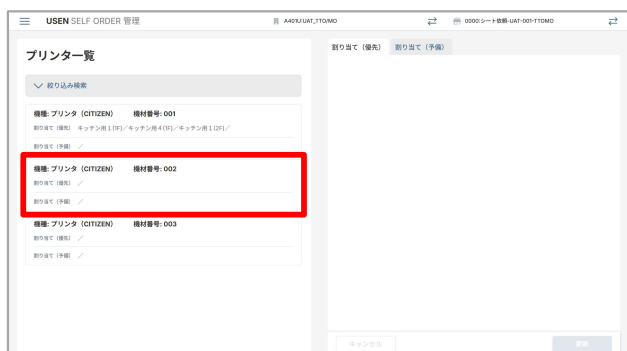 USEN SELF ORDER 管理
A401U:UAT_TTO/MO
0000:シート依頼-UAT-001-TTOMO
プリンタ一覧
絞り込み検索
機種: プリンタ（CITIZEN） 機材番号: 001
割り当て（優先） キッチン用１(1F)／キッチン用４(1F)／キッチン用１(2F)／
割り当て（予備） ／
機種: プリンタ（CITIZEN） 機材番号: 002
割り当て（優先） ／
割り当て（予備） ／
機種: プリンタ（CITIZEN） 機材番号: 003
割り当て（優先） ／
割り当て（予備） ／
割り当て（優先） 割り当て（予備）
キャンセル
更新